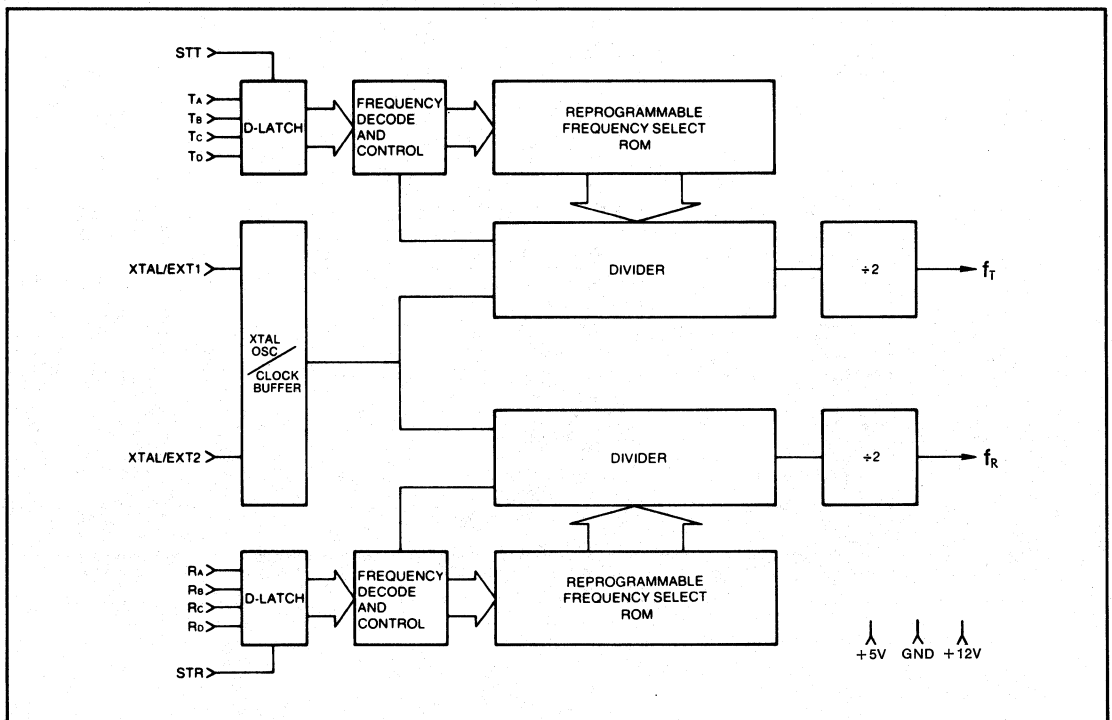 STT
TA
TB
TC
TD
D-LATCH
FREQUENCY
DECODE
AND
CONTROL
REPROGRAMMABLE
FREQUENCY SELECT
ROM
XTAL/EXT1
XTAL
OSC
CLOCK
BUFFER
DIVIDER
÷2
fT
XTAL/EXT2
DIVIDER
÷2
fR
RA
RB
RC
RD
D-LATCH
FREQUENCY
DECODE
AND
CONTROL
REPROGRAMMABLE
FREQUENCY SELECT
ROM
STR
+5V GND +12V